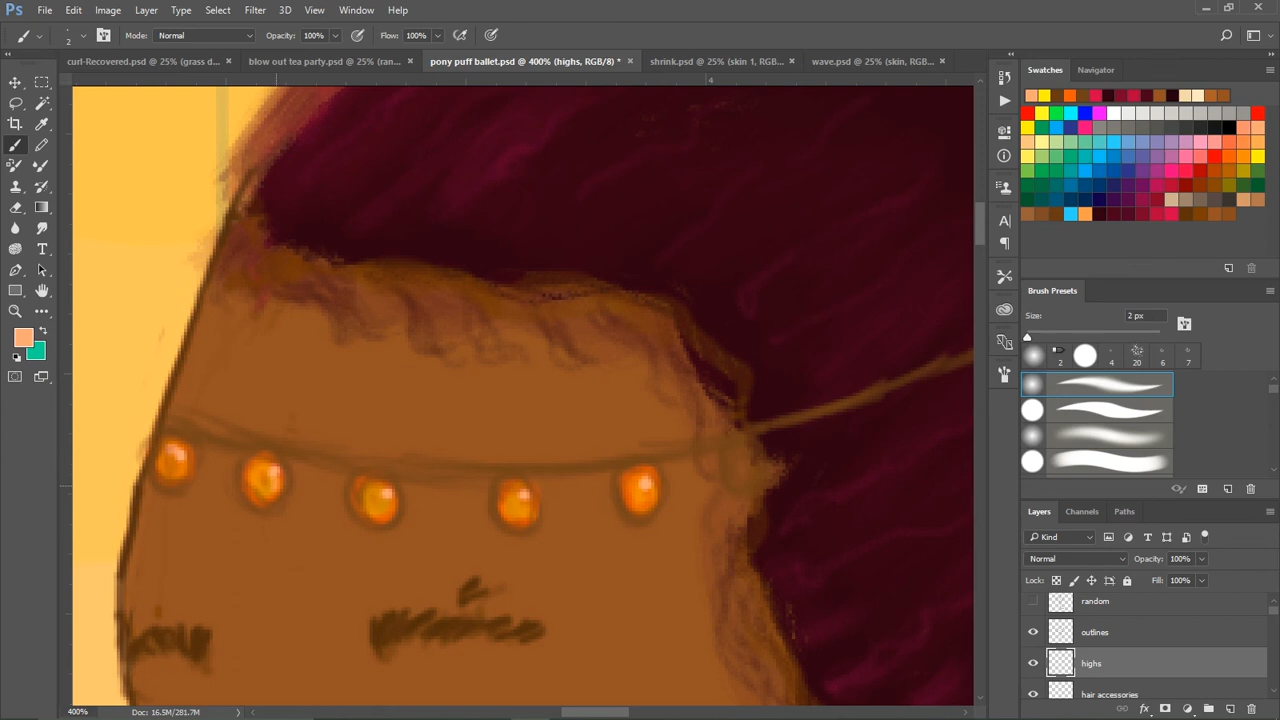 Ps File Edit Image Layer Type Select Filter 3D View Window Help
2 Mode: Normal Opacity: 100% Flow: 100%
curl-Recovered.psd @ 25% (grass d... × blow out tea party.psd @ 25% (ran... × pony puff ballet.psd @ 400% (highs, RGB/8) * × shrink.psd @ 25% (skin 1, RGB... × wave.psd @ 25% (skin, RGB/8... ×
4
Swatches Navigator
Brush Presets
Size: 2 px
2 4 20 6 7
Layers Channels Paths
Kind
Normal Opacity: 100%
Lock: Fill: 100%
random
outlines
highs
hair accessories
400% Doc: 16.5M/281.7M